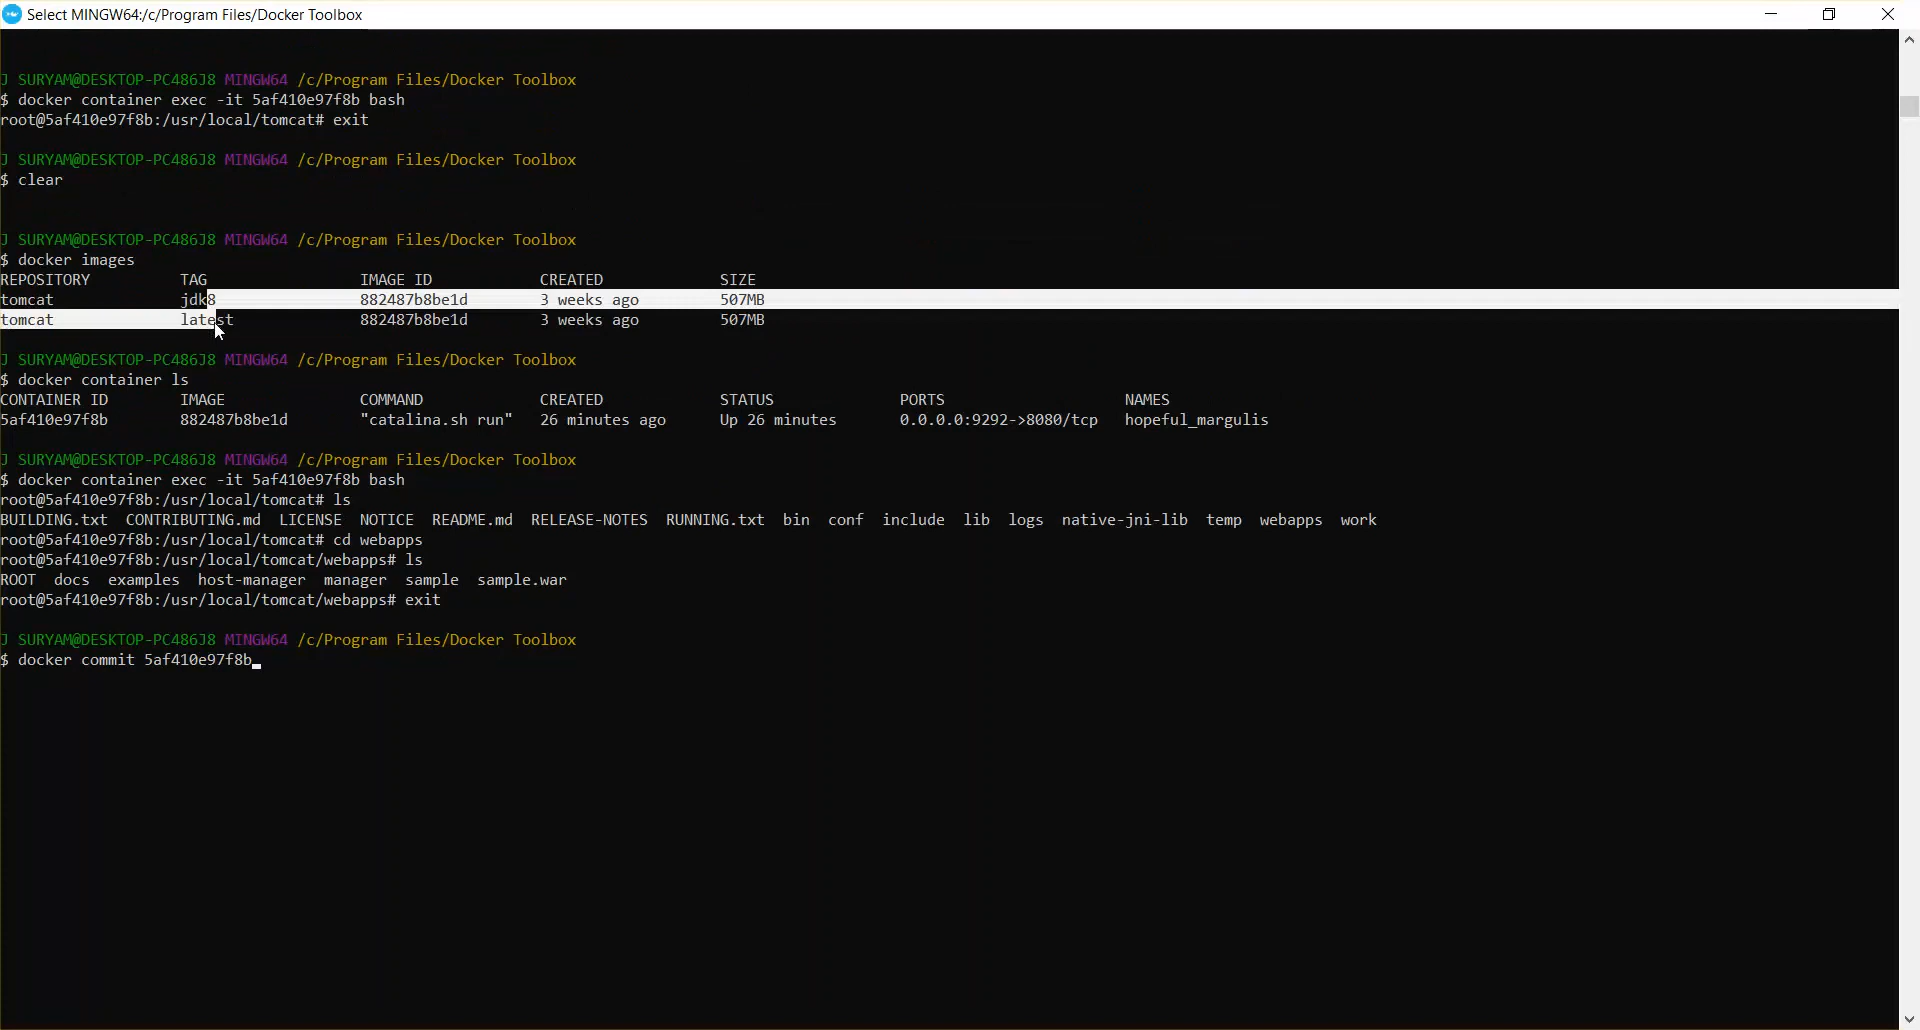 Select MINGW64:/c/Program Files/Docker Toolbox
J SURYAM@DESKTOP-PC486J8 MINGW64 /c/Program Files/Docker Toolbox
$ docker container exec -it 5af410e97f8b bash
root@5af410e97f8b:/usr/local/tomcat# exit
J SURYAM@DESKTOP-PC486J8 MINGW64 /c/Program Files/Docker Toolbox
$ clear
J SURYAM@DESKTOP-PC486J8 MINGW64 /c/Program Files/Docker Toolbox
$ docker images
REPOSITORY TAG IMAGE ID CREATED SIZE
tomcat jdk8 882487b8be1d 3 weeks ago 507MB
tomcat latest 882487b8be1d 3 weeks ago 507MB
J SURYAM@DESKTOP-PC486J8 MINGW64 /c/Program Files/Docker Toolbox
$ docker container ls
CONTAINER ID IMAGE COMMAND CREATED STATUS PORTS NAMES
5af410e97f8b 882487b8be1d "catalina.sh run" 26 minutes ago Up 26 minutes 0.0.0.0:9292->8080/tcp hopeful_margulis
J SURYAM@DESKTOP-PC486J8 MINGW64 /c/Program Files/Docker Toolbox
$ docker container exec -it 5af410e97f8b bash
root@5af410e97f8b:/usr/local/tomcat# ls
BUILDING.txt CONTRIBUTING.md LICENSE NOTICE README.md RELEASE-NOTES RUNNING.txt bin conf include lib logs native-jni-lib temp webapps work
root@5af410e97f8b:/usr/local/tomcat# cd webapps
root@5af410e97f8b:/usr/local/tomcat/webapps# ls
ROOT docs examples host-manager manager sample sample.war
root@5af410e97f8b:/usr/local/tomcat/webapps# exit
J SURYAM@DESKTOP-PC486J8 MINGW64 /c/Program Files/Docker Toolbox
$ docker commit 5af410e97f8b